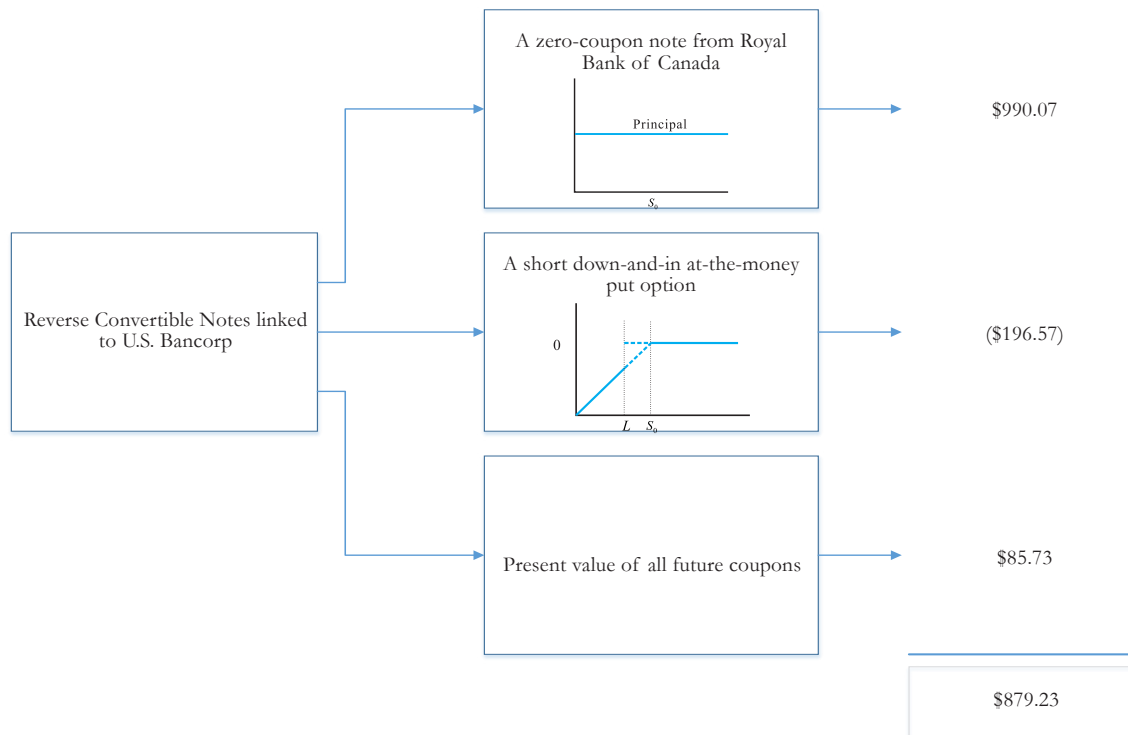 A zero-coupon note from Royal
Bank of Canada
Principal
S₀
$990.07
Reverse Convertible Notes linked
to U.S. Bancorp
A short down-and-in at-the-money
put option
0
L S₀
($196.57)
Present value of all future coupons
$85.73
$879.23